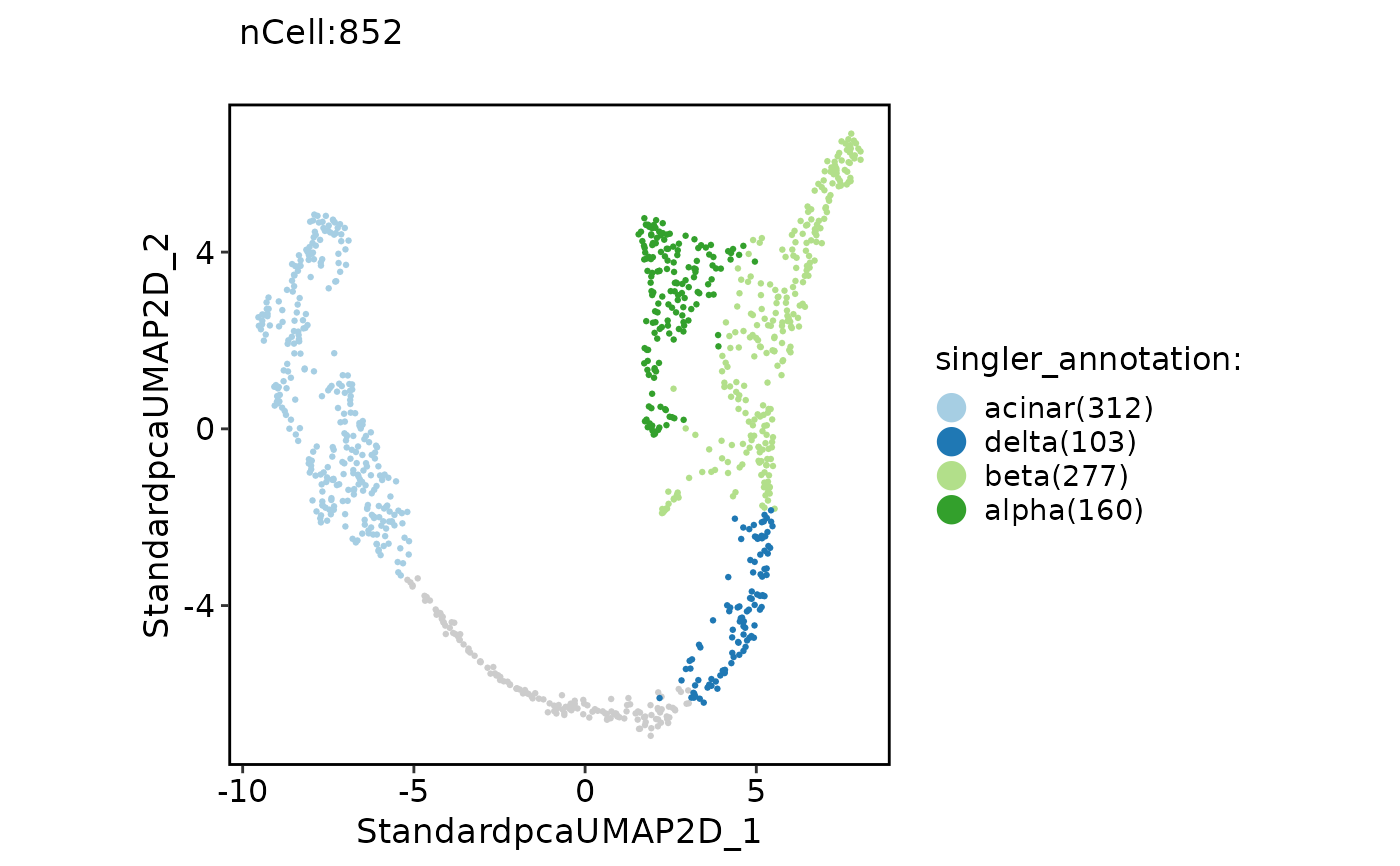 nCell:852
StandardpcaUMAP2D_2
4
0
-4
-10
-5
0
5
StandardpcaUMAP2D_1
singler_annotation:
acinar(312)
delta(103)
beta(277)
alpha(160)